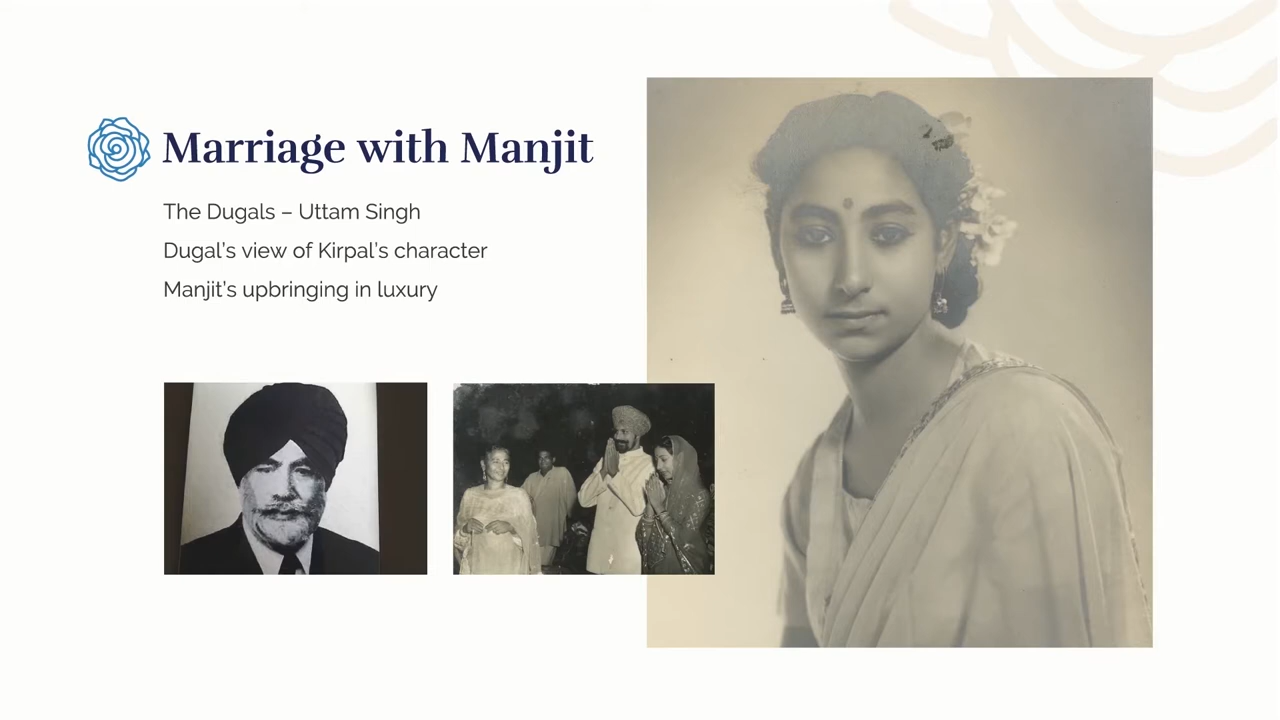 Marriage with Manjit
The Dugals – Uttam Singh
Dugal's view of Kirpal's character
Manjit's upbringing in luxury